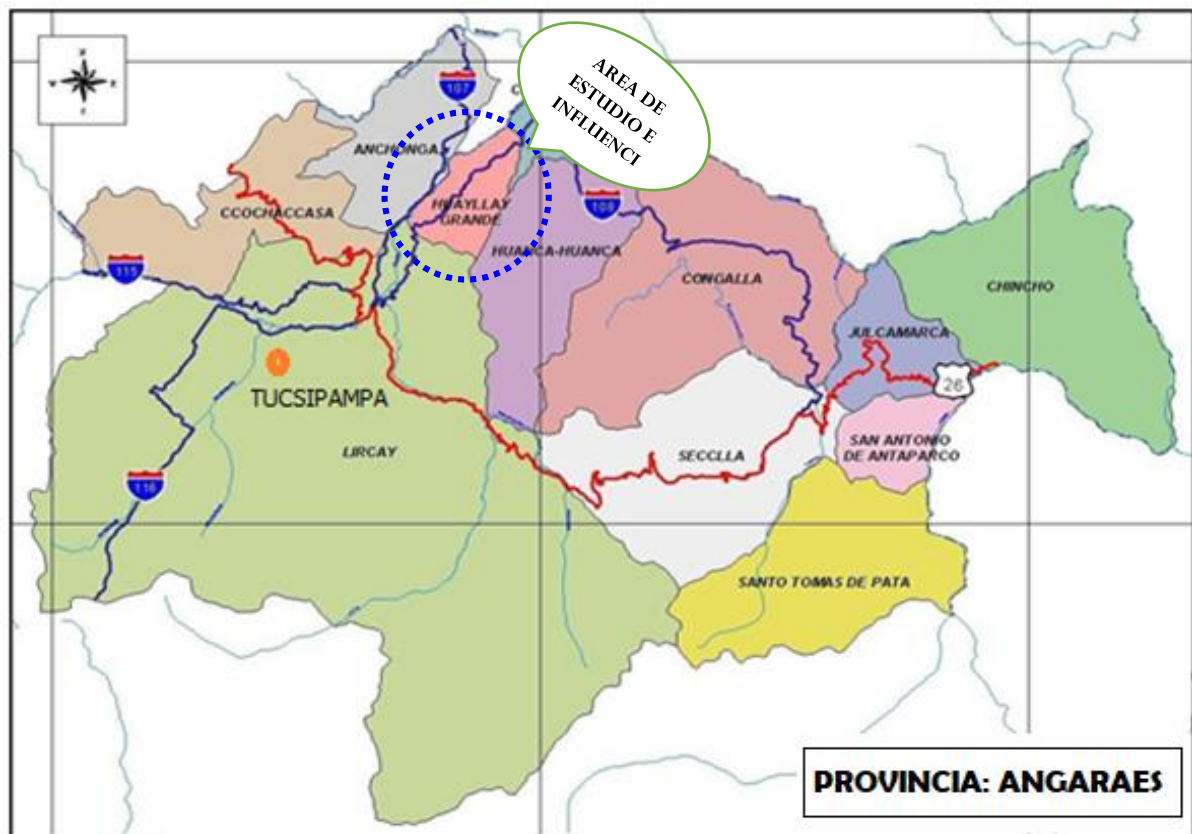 N
W
E
S
107
AREA DE
ESTUDIO E
INFLUENCI
ANCHONGA
HUAYLLAY
GRANDE
CCOCHACCASA
109
HUANCA-HUANCA
115
CONGALLA
CHINCHO
JULCAMARCA
TUCSIPAMPA
26
LIRCAY
SECCLLA
SAN ANTONIO
DE ANTAPARCO
116
SANTO TOMAS DE PATA
PROVINCIA: ANGARAES